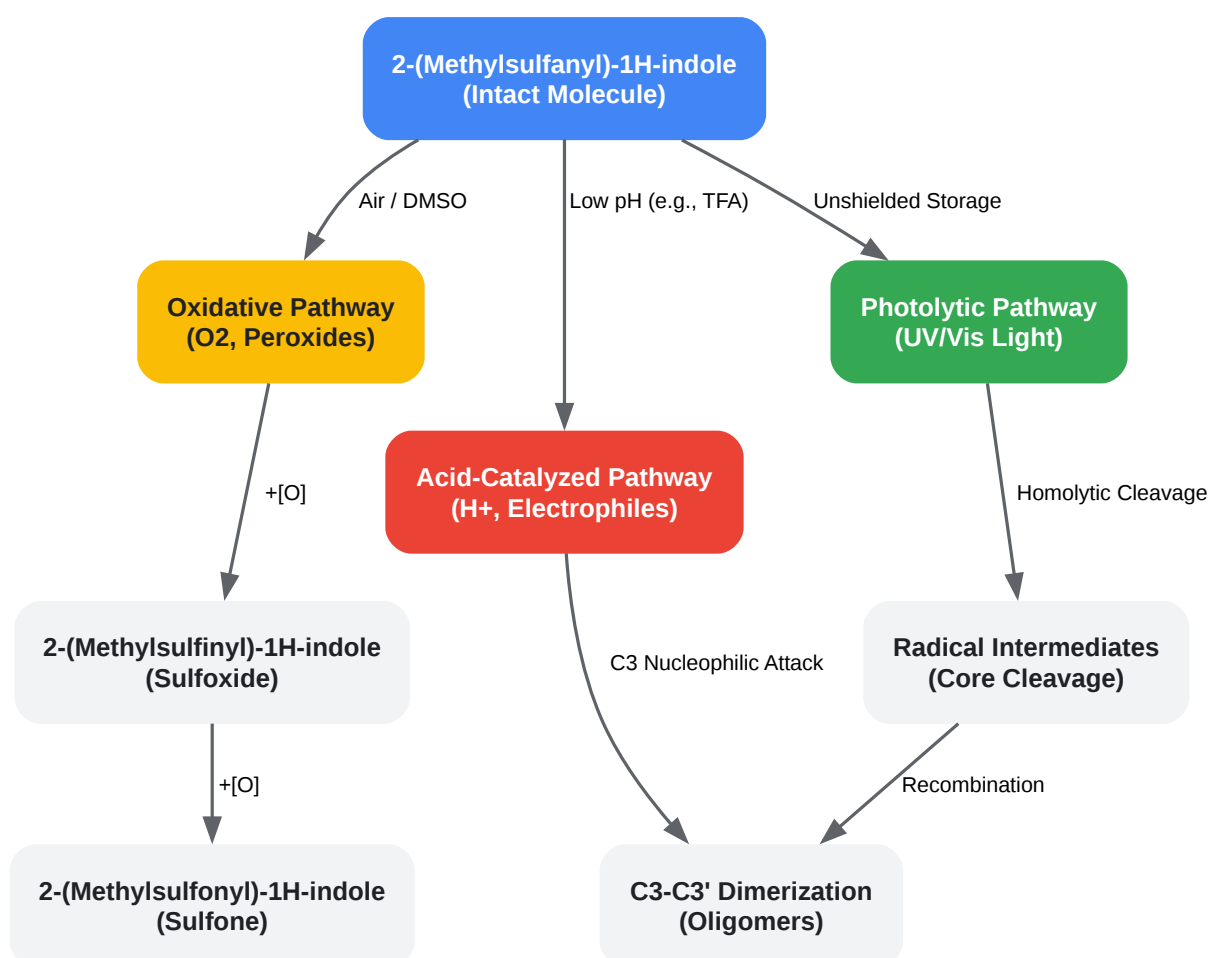 2-(Methylsulfanyl)-1H-indole
(Intact Molecule)
Air / DMSO
Low pH (e.g., TFA)
Unshielded Storage
Oxidative Pathway
(O2, Peroxides)
Photolytic Pathway
(UV/Vis Light)
Acid-Catalyzed Pathway
(H+, Electrophiles)
+[O]
Homolytic Cleavage
2-(Methylsulfinyl)-1H-indole
(Sulfoxide)
C3 Nucleophilic Attack
Radical Intermediates
(Core Cleavage)
+[O]
Recombination
2-(Methylsulfonyl)-1H-indole
(Sulfone)
C3-C3' Dimerization
(Oligomers)